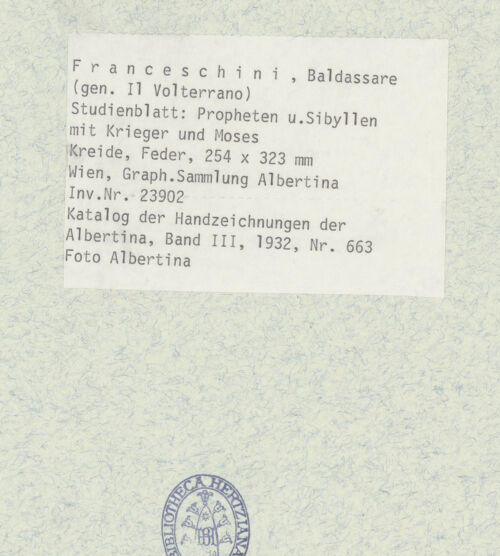 F r a n c e s c h i n i , Baldassare
(gen. Il Volterrano)
Studienblatt: Propheten u.Sibyllen
mit Krieger und Moses
Kreide, Feder, 254 x 323 mm
Wien, Graph.Sammlung Albertina
Inv.Nr. 23902
Katalog der Handzeichnungen der
Albertina, Band III, 1932, Nr. 663
Foto Albertina
BIBLIOTHECA HERTZIANA